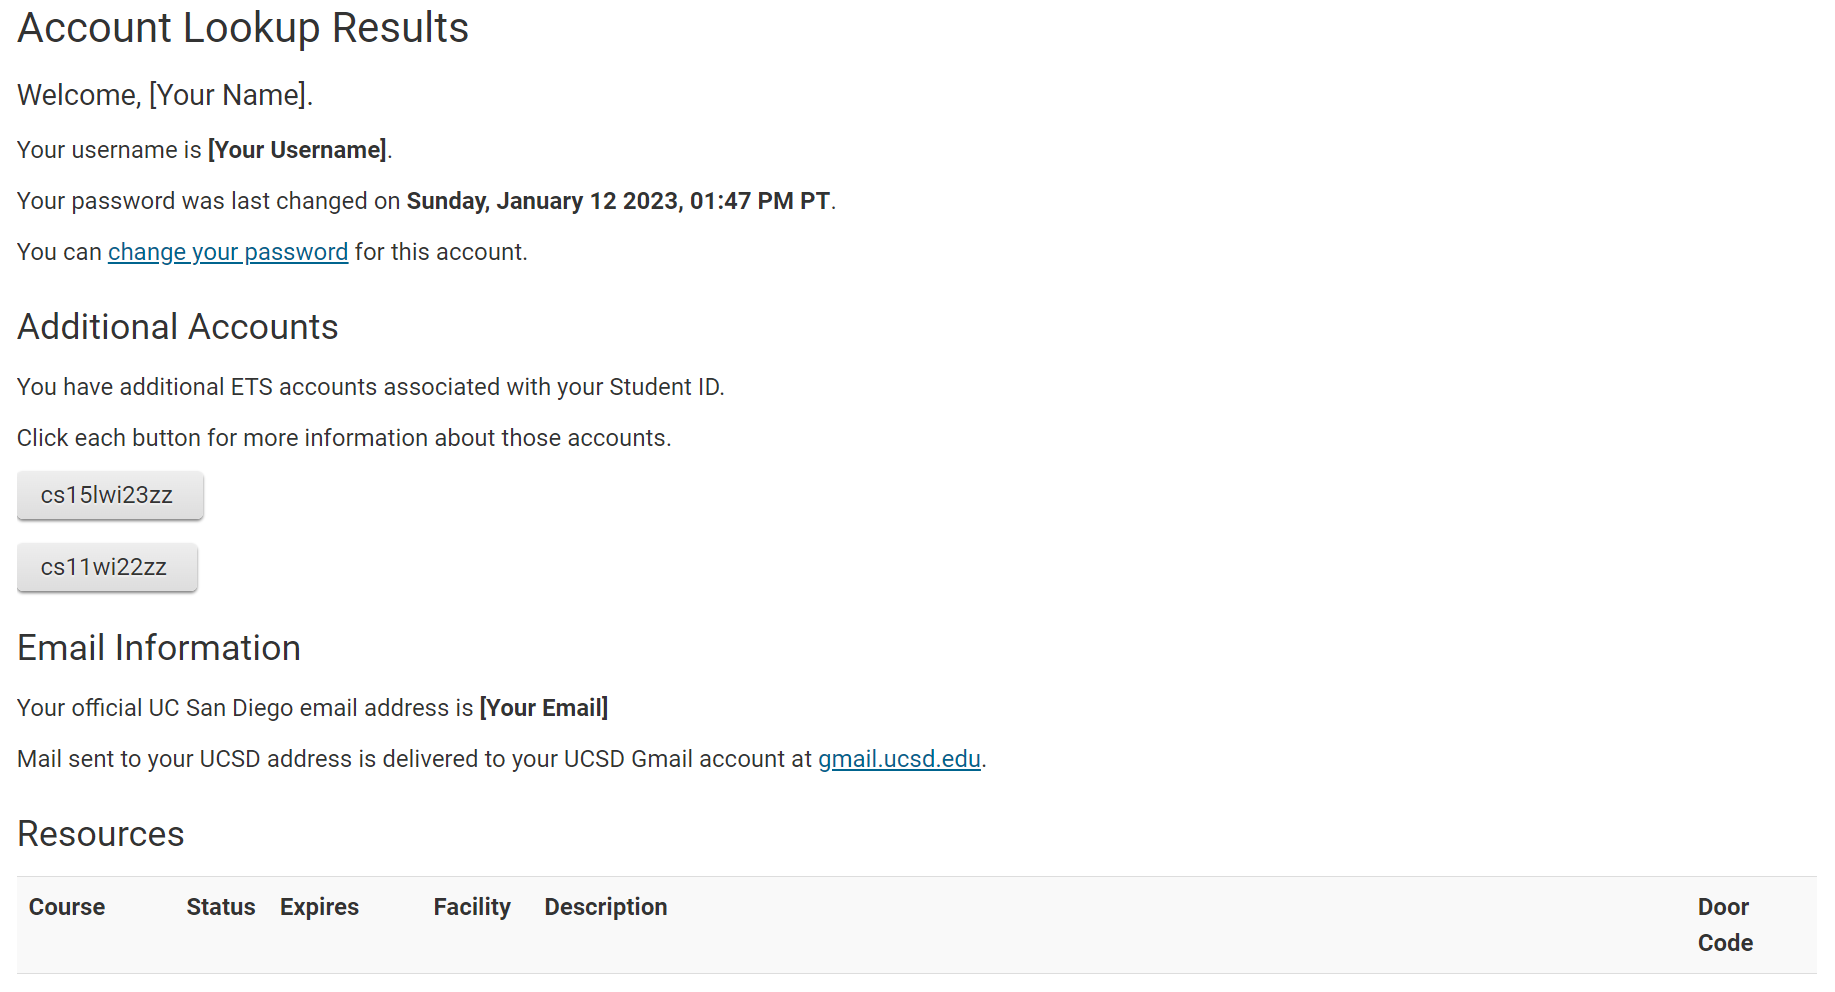 Account Lookup Results
Welcome, [Your Name].
Your username is [Your Username].
Your password was last changed on Sunday, January 12 2023, 01:47 PM PT.
You can change your password for this account.
Additional Accounts
You have additional ETS accounts associated with your Student ID.
Click each button for more information about those accounts.
cs15lwi23zz
cs11wi22zz
Email Information
Your official UC San Diego email address is [Your Email]
Mail sent to your UCSD address is delivered to your UCSD Gmail account at gmail.ucsd.edu.
Resources
Course Status Expires Facility Description Door Code